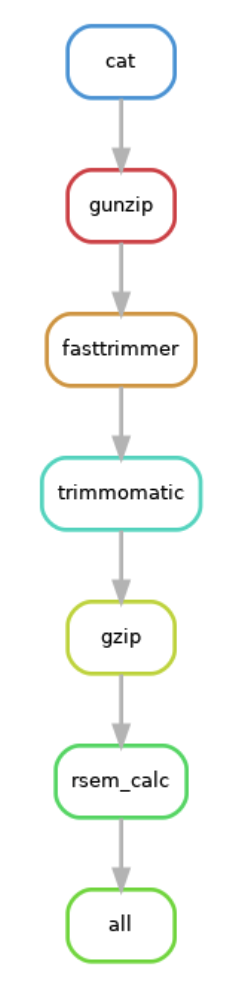 cat
gunzip
fasttrimmer
trimmomatic
gzip
rsem_calc
all